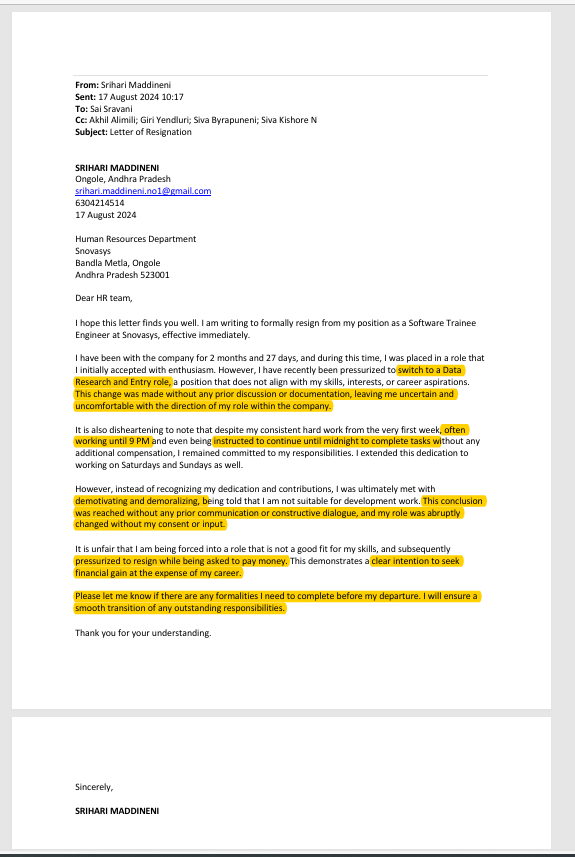 From: Srihari Maddineni
Sent: 17 August 2024 10:17
To: Sai Sravani
Cc: Akhil Alimili; Giri Yendluri; Siva Byrapuneni; Siva Kishore N
Subject: Letter of Resignation
SRIHARI MADDINENI
Ongole, Andhra Pradesh
srihari.maddineni.no1@gmail.com
6304214514
17 August 2024
Human Resources Department
Snovasys
Bandla Metla, Ongole
Andhra Pradesh 523001
Dear HR team,
I hope this letter finds you well. I am writing to formally resign from my position as a Software Trainee
Engineer at Snovasys, effective immediately.
I have been with the company for 2 months and 27 days, and during this time, I was placed in a role that
I initially accepted with enthusiasm. However, I have recently been pressurized to switch to a Data
Research and Entry role, a position that does not align with my skills, interests, or career aspirations.
This change was made without any prior discussion or documentation, leaving me uncertain and
uncomfortable with the direction of my role within the company.
It is also disheartening to note that despite my consistent hard work from the very first week, often
working until 9 PM and even being instructed to continue until midnight to complete tasks without any
additional compensation, I remained committed to my responsibilities. I extended this dedication to
working on Saturdays and Sundays as well.
However, instead of recognizing my dedication and contributions, I was ultimately met with
demotivating and demoralizing, being told that I am not suitable for development work. This conclusion
was reached without any prior communication or constructive dialogue, and my role was abruptly
changed without my consent or input.
It is unfair that I am being forced into a role that is not a good fit for my skills, and subsequently
pressurized to resign while being asked to pay money. This demonstrates a clear intention to seek
financial gain at the expense of my career.
Please let me know if there are any formalities I need to complete before my departure. I will ensure a
smooth transition of any outstanding responsibilities.
Thank you for your understanding.
Sincerely,
SRIHARI MADDINENI